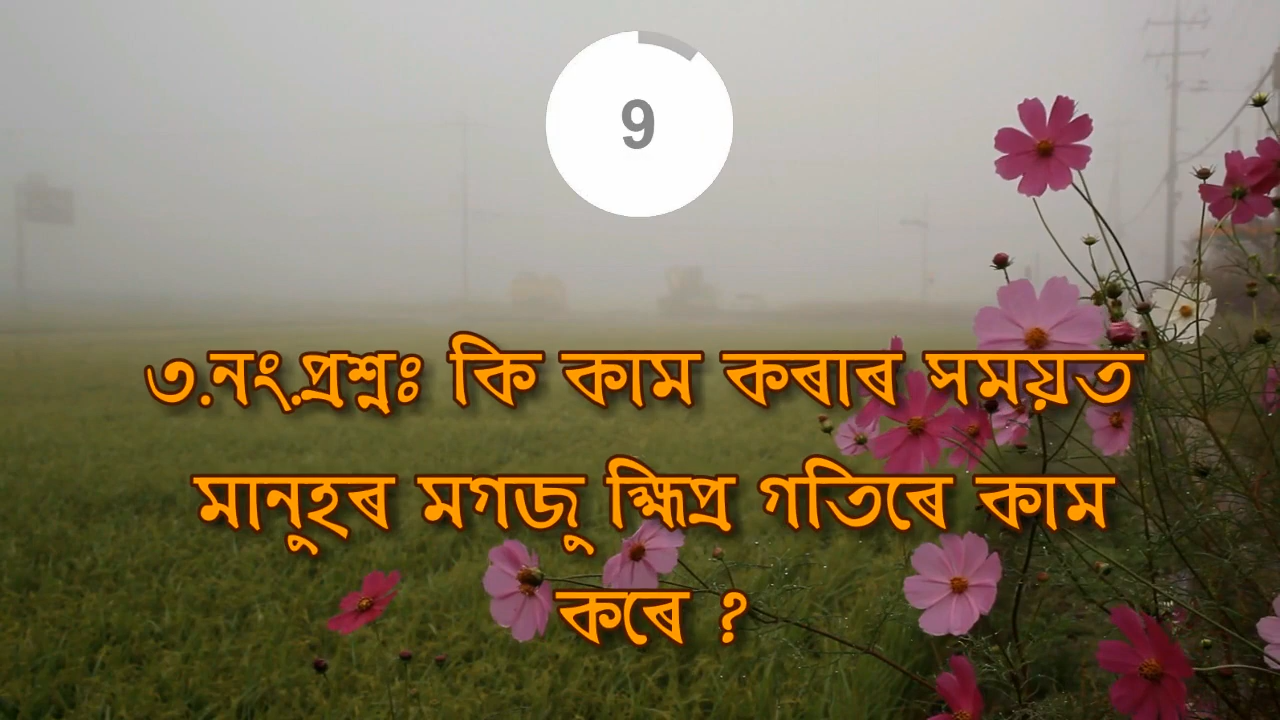 9
৩.নং.প্ৰশ্নঃ কি কাম কৰাৰ সময়ত
মানুহৰ মগজু হ্মিপ্ৰ গতিৰে কাম
কৰে ?